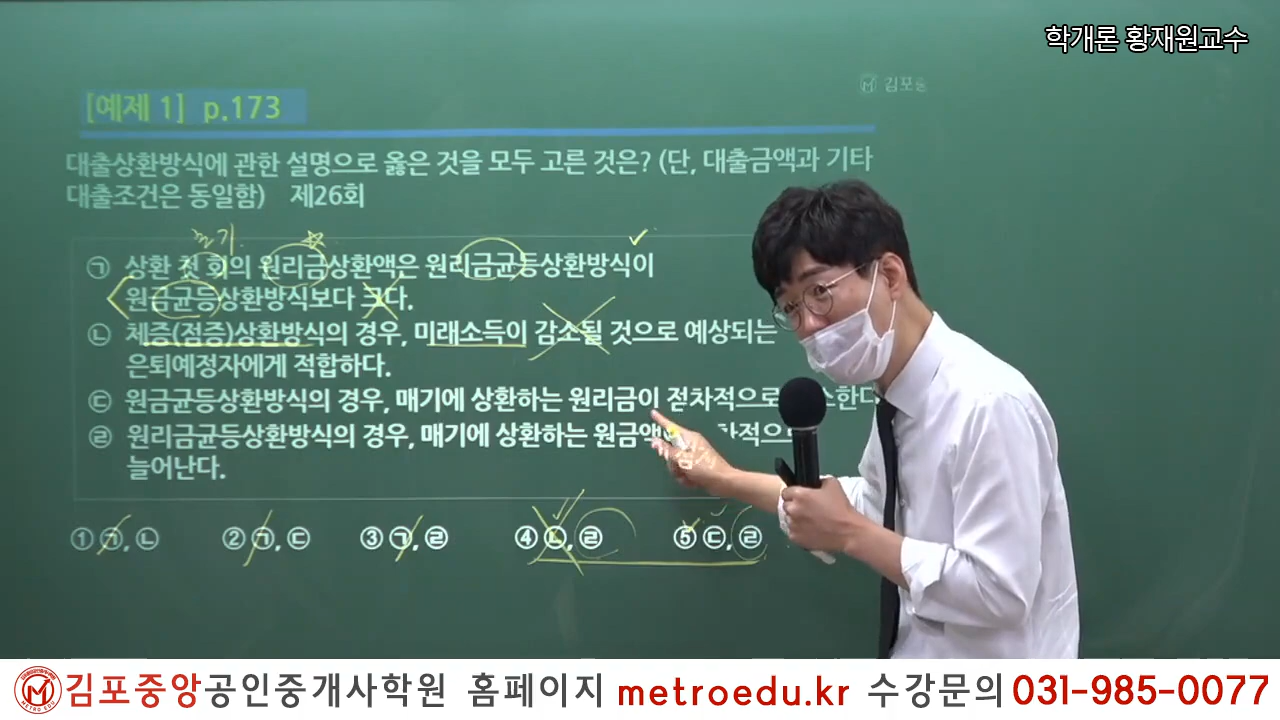 학개론 황재원교수
김포중
[예제 1] p.173
대출상환방식에 관한 설명으로 옳은 것을 모두 고른 것은? (단, 대출금액과 기타
대출조건은 동일함) 제26회
크기
㉠ 상환 첫 회의 원리금상환액은 원리금균등상환방식이
원금균등상환방식보다 크다.
㉡ 체증(점증)상환방식의 경우, 미래소득이 감소될 것으로 예상되는
은퇴예정자에게 적합하다.
㉢ 원금균등상환방식의 경우, 매기에 상환하는 원리금이 점차적으로
㉣ 원리금균등상환방식의 경우, 매기에 상환하는 원금액이
늘어난다.
① ㉠, ㉡ ② ㉠, ㉢ ③ ㉠, ㉣ ④ ㉡, ㉣ ⑤ ㉢, ㉣
김포중앙공인중개사학원 홈페이지 metroedu.kr 수강문의 031-985-0077